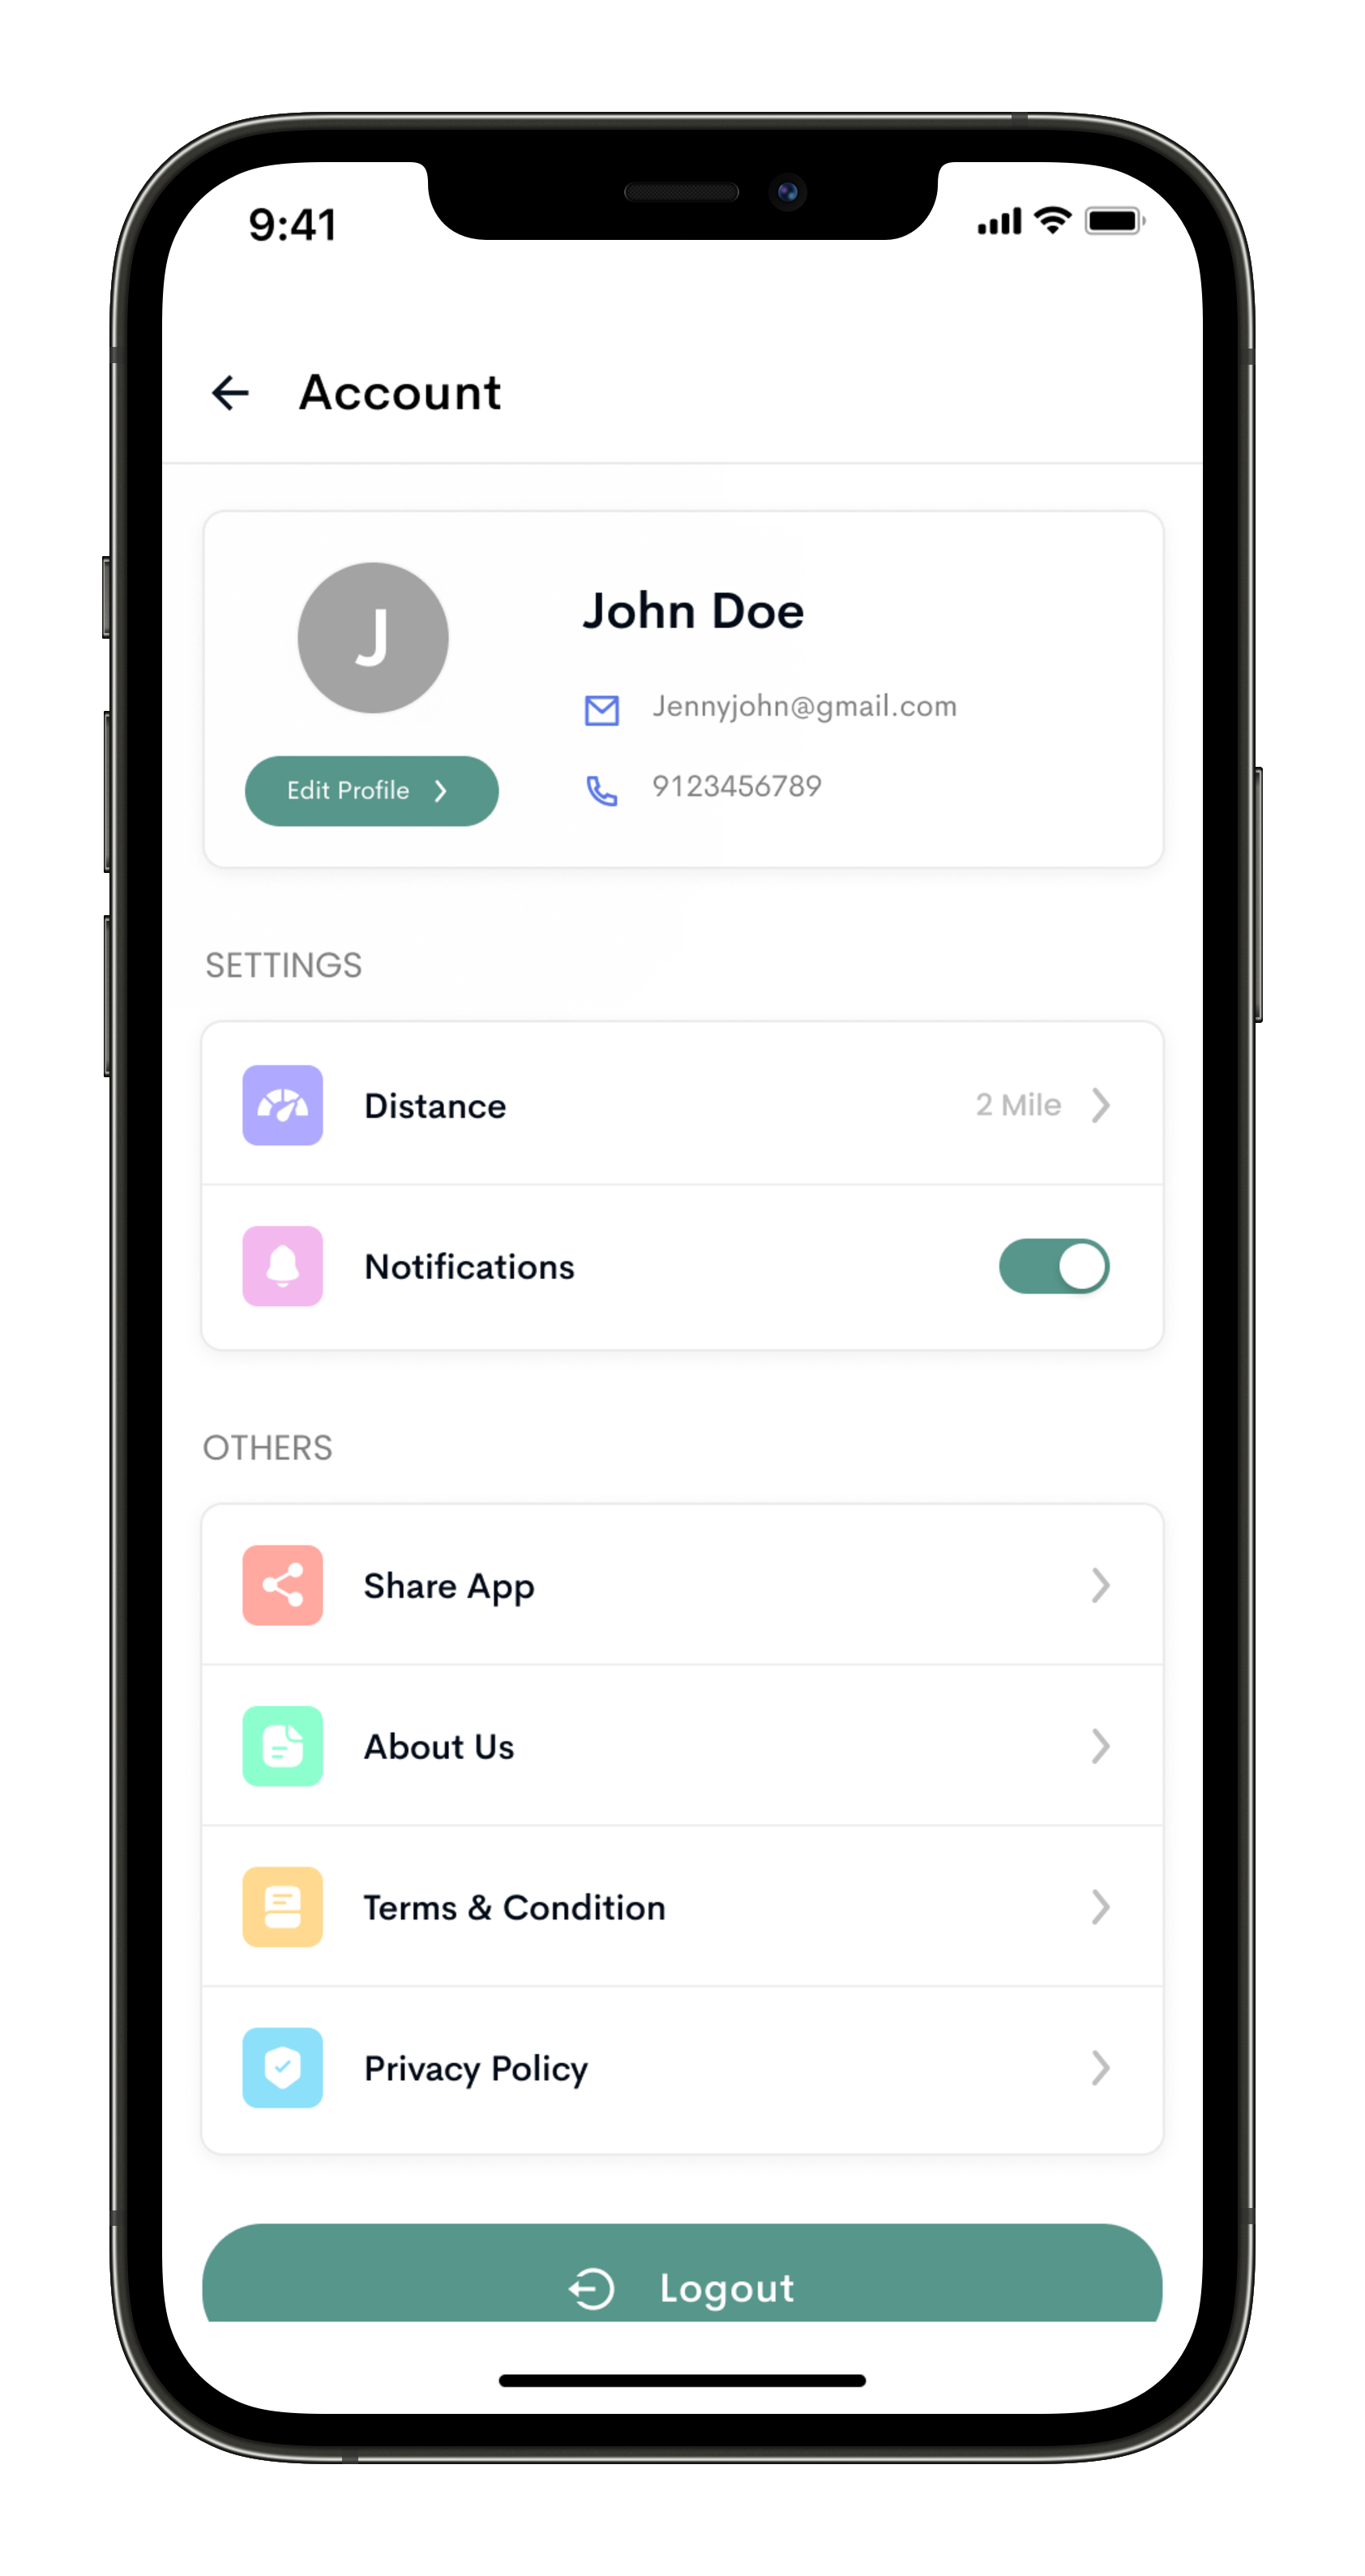 9:41
Account
J
John Doe
Jennyjohn@gmail.com
Edit Profile
9123456789
SETTINGS
Distance 2 Mile
Notifications
OTHERS
Share App
About Us
Terms & Condition
Privacy Policy
Logout